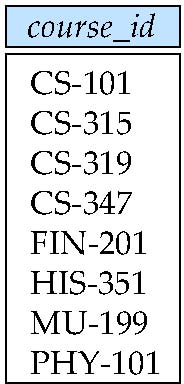 course_id
CS-101
CS-315
CS-319
CS-347
FIN-201
HIS-351
MU-199
PHY-101